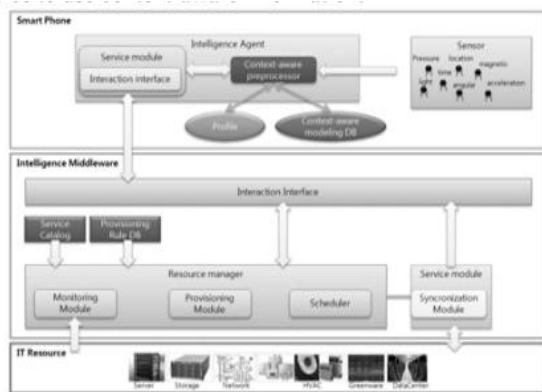 Smart Phone
Intelligence Agent
Service module
Interaction interface
Context-aware
preprocessor
Profile
Context-aware
modeling DB
Sensor
Pressure
location
time
magnetic
light
angular
acceleration
Intelligence Middleware
Interaction Interface
Service
Catalog
Provisioning
Rule DB
Resource manager
Monitoring
Module
Provisioning
Module
Scheduler
Service module
Syncronization
Module
IT Resource
Server
Storage
Network
HVAC
Greenware
DataCenter